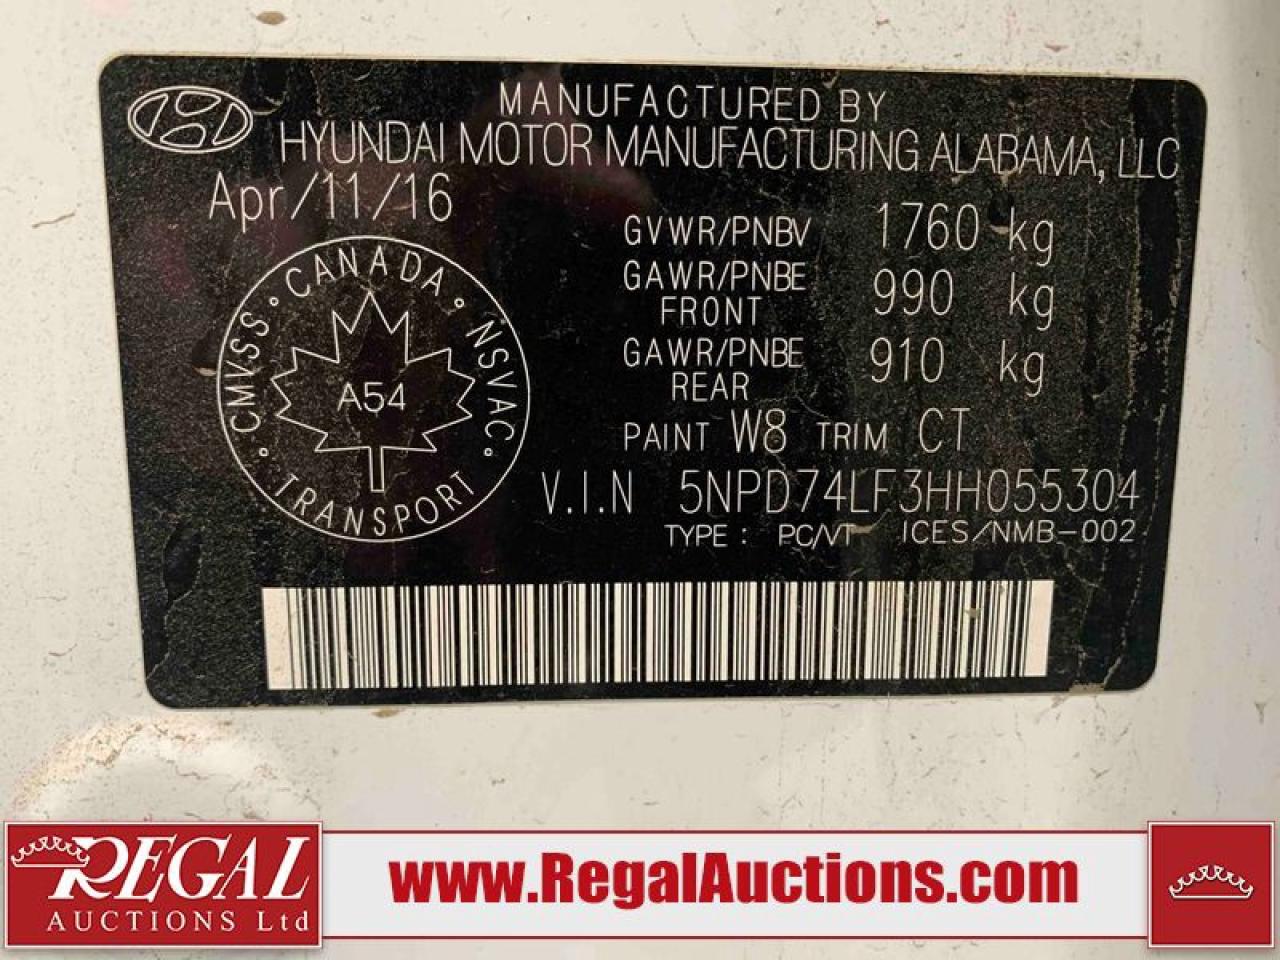 MANUFACTURED BY
HYUNDAI MOTOR MANUFACTURING ALABAMA, LLC
Apr/11/16
GVWR/PNBV 1760 kg
GAWR/PNBE FRONT 990 kg
GAWR/PNBE REAR 910 kg
PAINT W8 TRIM CT
V.I.N 5NPD74LF3HH055304
TYPE : PC/VT ICES/NMB-002
CANADA
CMVSS
NSVAC
A54
TRANSPORT
REGAL
AUCTIONS Ltd
www.RegalAuctions.com